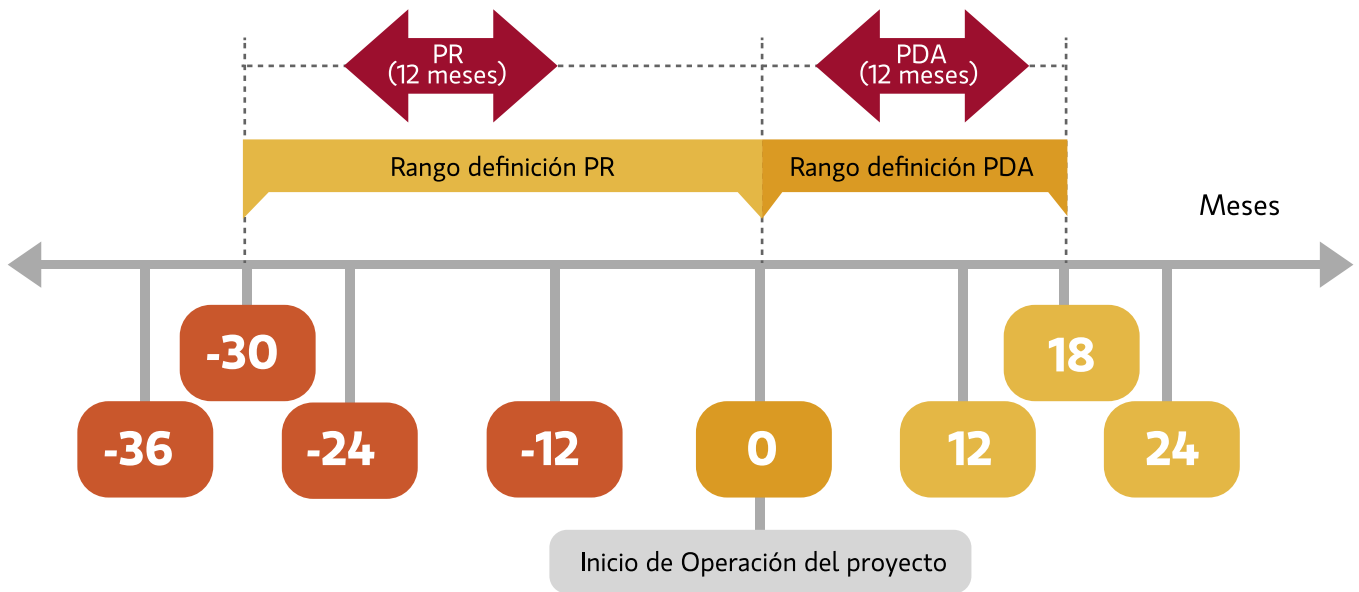 PR
(12 meses)
PDA
(12 meses)
Rango definición PR
Rango definición PDA
Meses
-30
18
-36
-24
-12
0
12
24
Inicio de Operación del proyecto